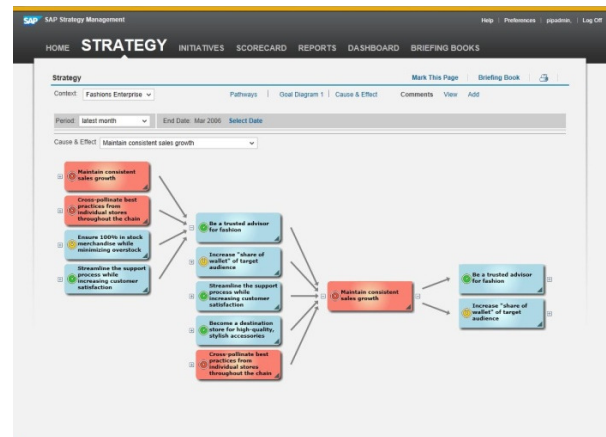 SAP SAP Strategy Management
Help | Preferences | pipadmin, | Log Off
HOME STRATEGY INITIATIVES SCORECARD REPORTS DASHBOARD BRIEFING BOOKS
Strategy
Mark This Page Briefing Book
Context: Fashions Enterprise
Pathways | Goal Diagram 1 | Cause & Effect Comments View Add
Period: latest month End Date: Mar 2006 Select Date
Cause & Effect Maintain consistent sales growth
Maintain consistent
sales growth
Cross-pollinate best
practices from
individual stores
throughout the chain
Ensure 100% in stock
merchandise while
minimizing overstock
Streamline the support
process while
increasing customer
satisfaction
Be a trusted advisor
for fashion
Increase "share of
wallet" of target
audience
Streamline the support
process while
increasing customer
satisfaction
Become a destination
store for high-quality,
stylish accessories
Cross-pollinate best
practices from
individual stores
throughout the chain
Maintain consistent
sales growth
Be a trusted advisor
for fashion
Increase "share of
wallet" of target
audience